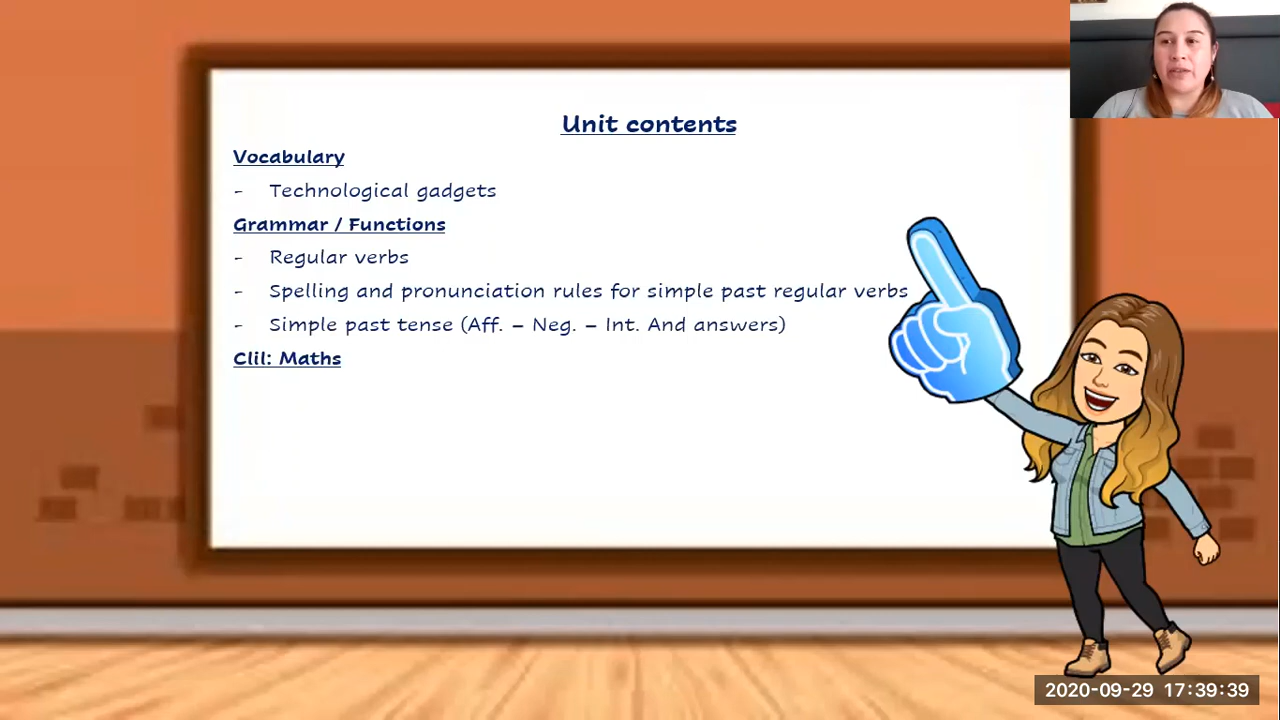 Unit contents
Vocabulary
- Technological gadgets
Grammar / Functions
- Regular verbs
- Spelling and pronunciation rules for simple past regular verbs
- Simple past tense (Aff. – Neg. – Int. And answers)
Clil: Maths
2020-09-29 17:39:39